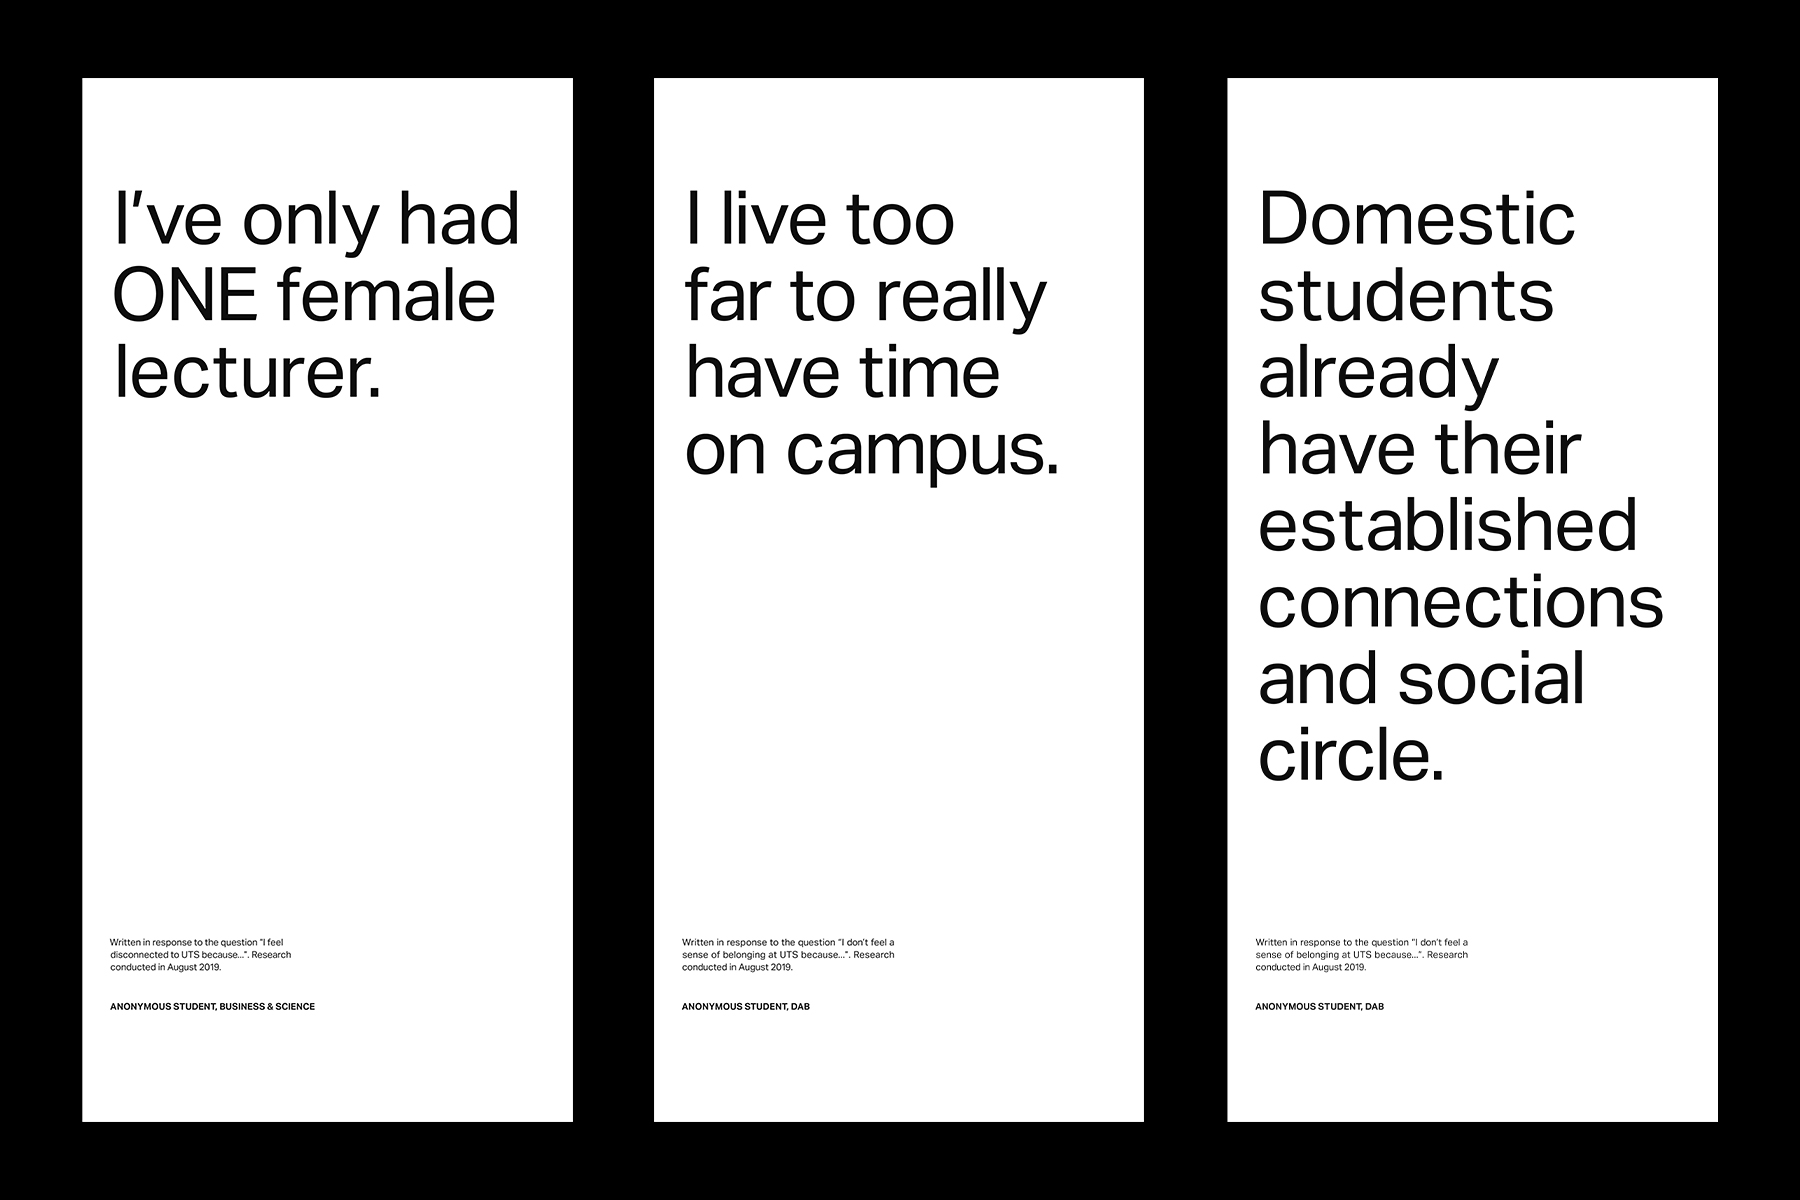 I've only had
ONE female
lecturer.
Written in response to the question "I feel
disconnected to UTS because...". Research
conducted in August 2019.
ANONYMOUS STUDENT, BUSINESS & SCIENCE
I live too
far to really
have time
on campus.
Written in response to the question "I don't feel a
sense of belonging at UTS because...". Research
conducted in August 2019.
ANONYMOUS STUDENT, DAB
Domestic
students
already
have their
established
connections
and social
circle.
Written in response to the question "I don't feel a
sense of belonging at UTS because...". Research
conducted in August 2019.
ANONYMOUS STUDENT, DAB